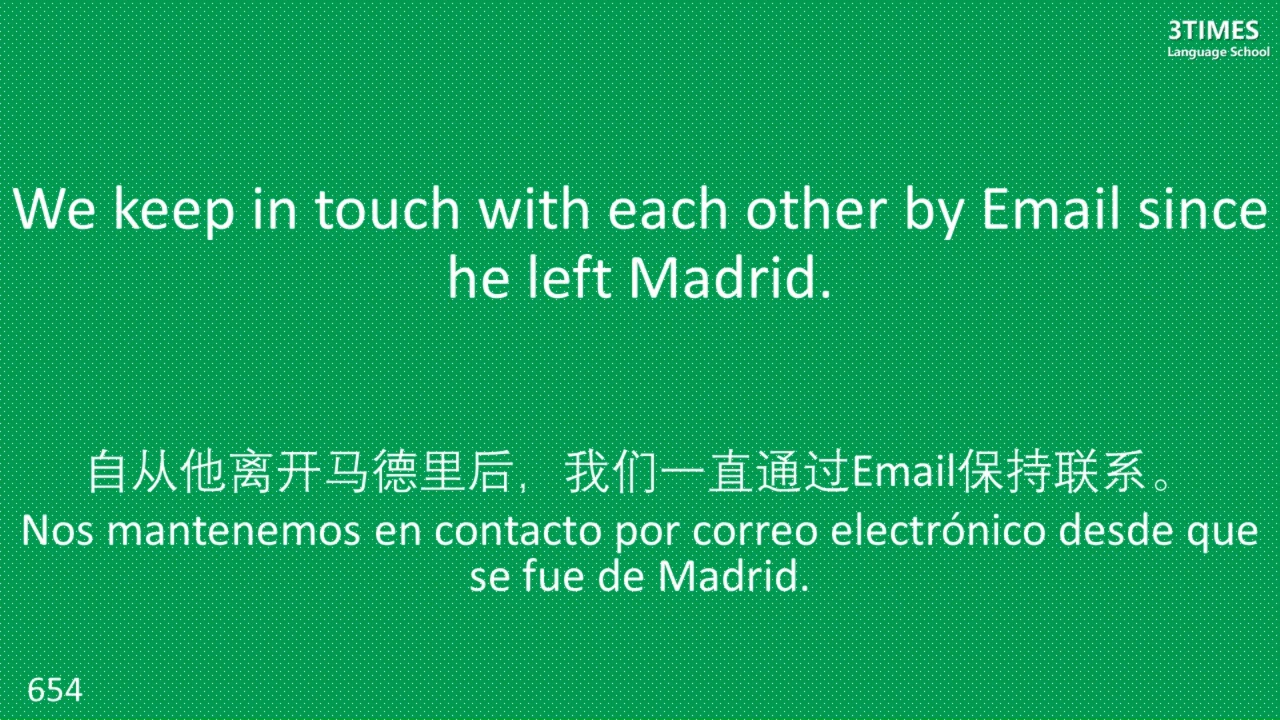 3TIMES
Language School
We keep in touch with each other by Email since
he left Madrid.
自从他离开马德里后，我们一直通过Email保持联系。
Nos mantenemos en contacto por correo electrónico desde que
se fue de Madrid.
654